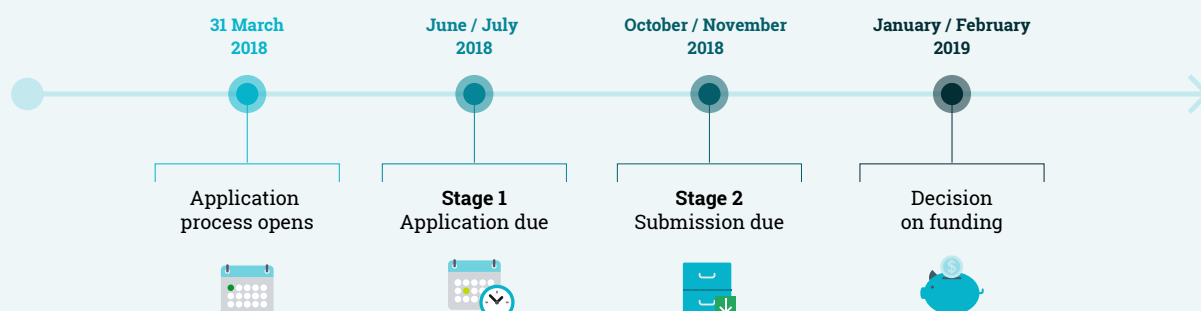 31 March
2018
June / July
2018
October / November
2018
January / February
2019
Application
process opens
Stage 1
Application due
Stage 2
Submission due
Decision
on funding
$